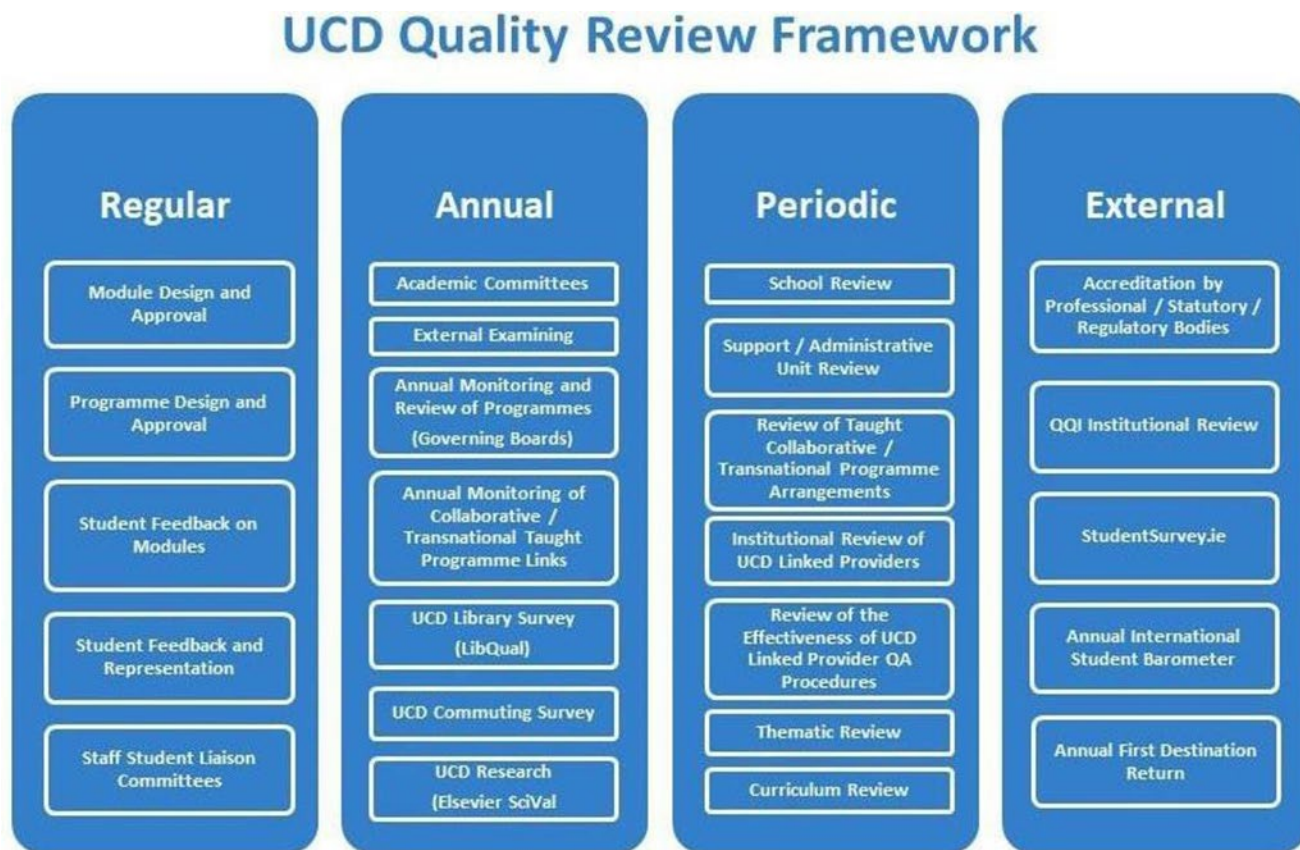 UCD Quality Review Framework
Regular
Module Design and
Approval
Programme Design and
Approval
Student Feedback on
Modules
Student Feedback and
Representation
Staff Student Liaison
Committees
Annual
Academic Committees
External Examining
Annual Monitoring and
Review of Programmes
(Governing Boards)
Annual Monitoring of
Collaborative /
Transnational Taught
Programme Links
UCD Library Survey
(LibQual)
UCD Commuting Survey
UCD Research
(Elsevier SciVal
Periodic
School Review
Support / Administrative
Unit Review
Review of Taught
Collaborative /
Transnational Programme
Arrangements
Institutional Review of
UCD Linked Providers
Review of the
Effectiveness of UCD
Linked Provider QA
Procedures
Thematic Review
Curriculum Review
External
Accreditation by
Professional / Statutory /
Regulatory Bodies
QQI Institutional Review
StudentSurvey.ie
Annual International
Student Barometer
Annual First Destination
Return